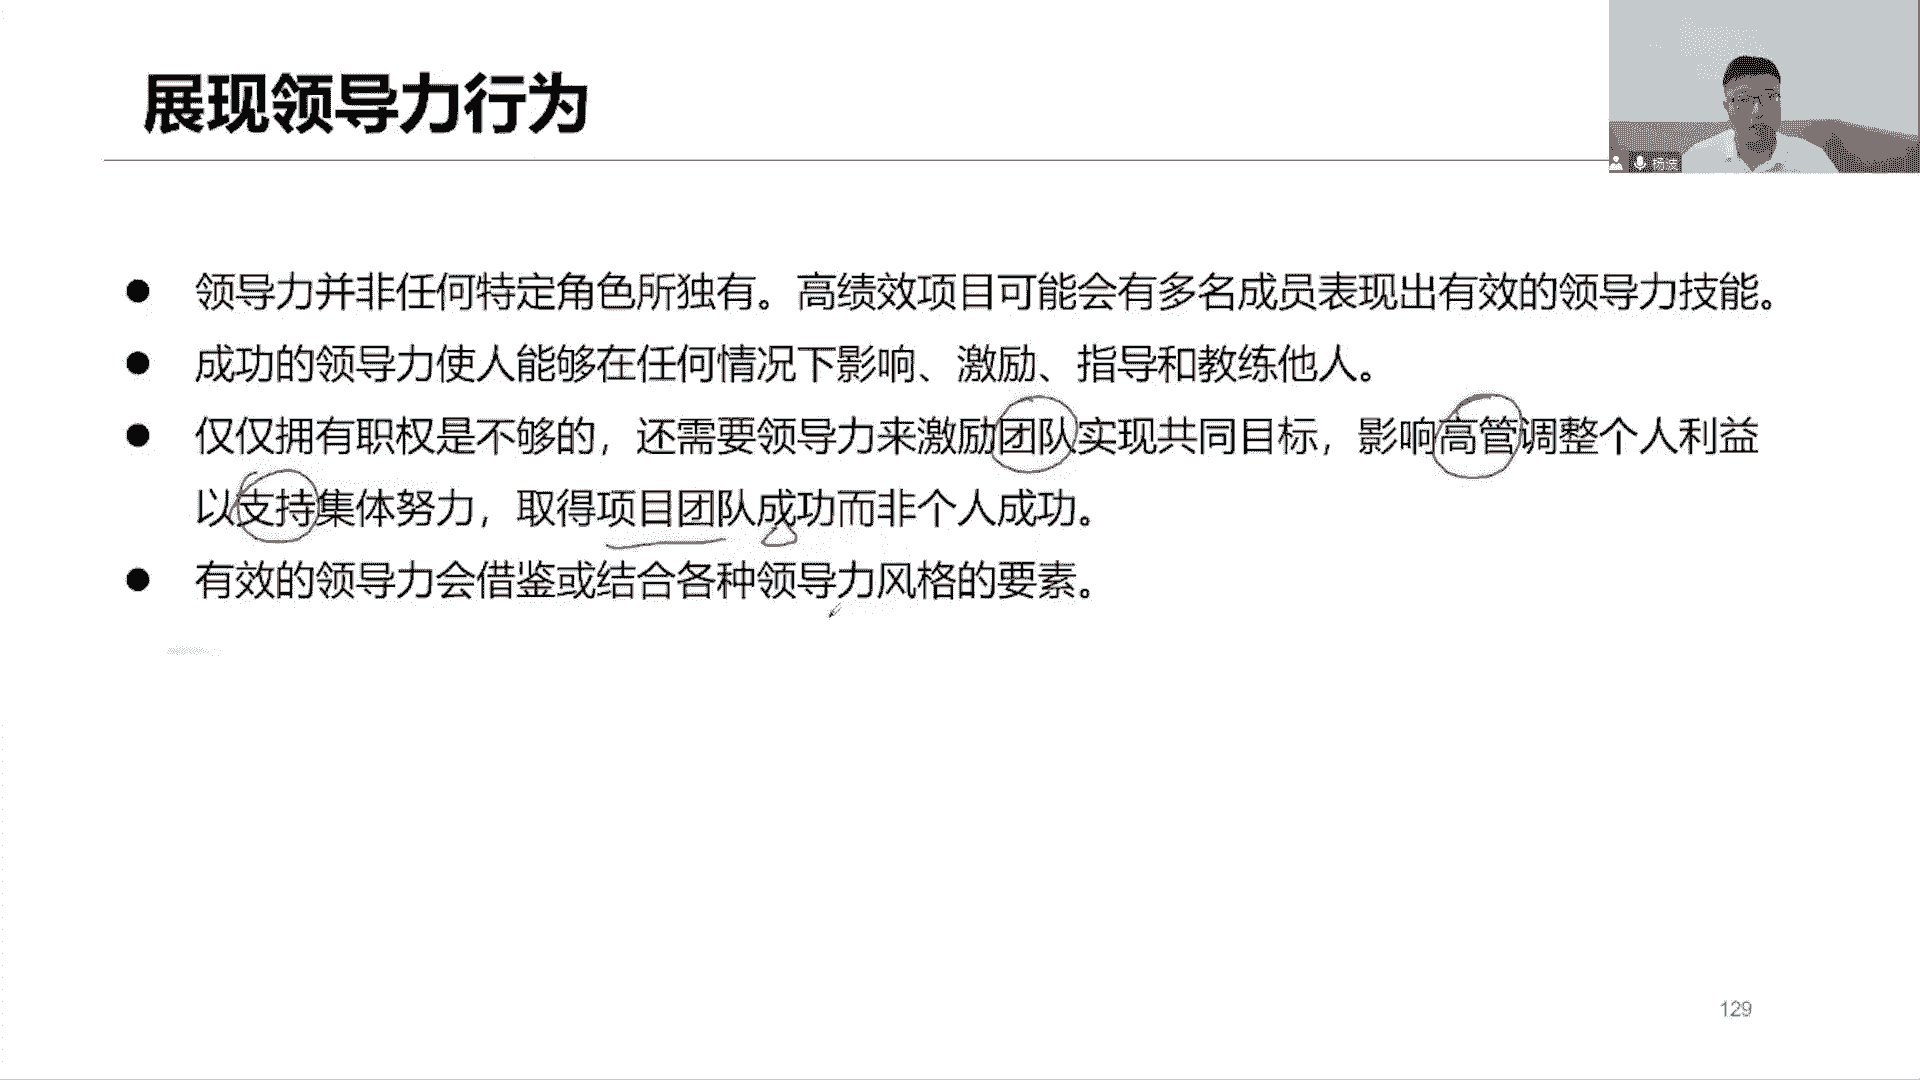 展现领导力行为
杨波
● 领导力并非任何特定角色所独有。高绩效项目可能会有多名成员表现出有效的领导力技能。
● 成功的领导力使人能够在任何情况下影响、激励、指导和教练他人。
● 仅仅拥有职权是不够的，还需要领导力来激励团队实现共同目标，影响高管调整个人利益
以支持集体努力，取得项目团队成功而非个人成功。
● 有效的领导力会借鉴或结合各种领导力风格的要素。
129